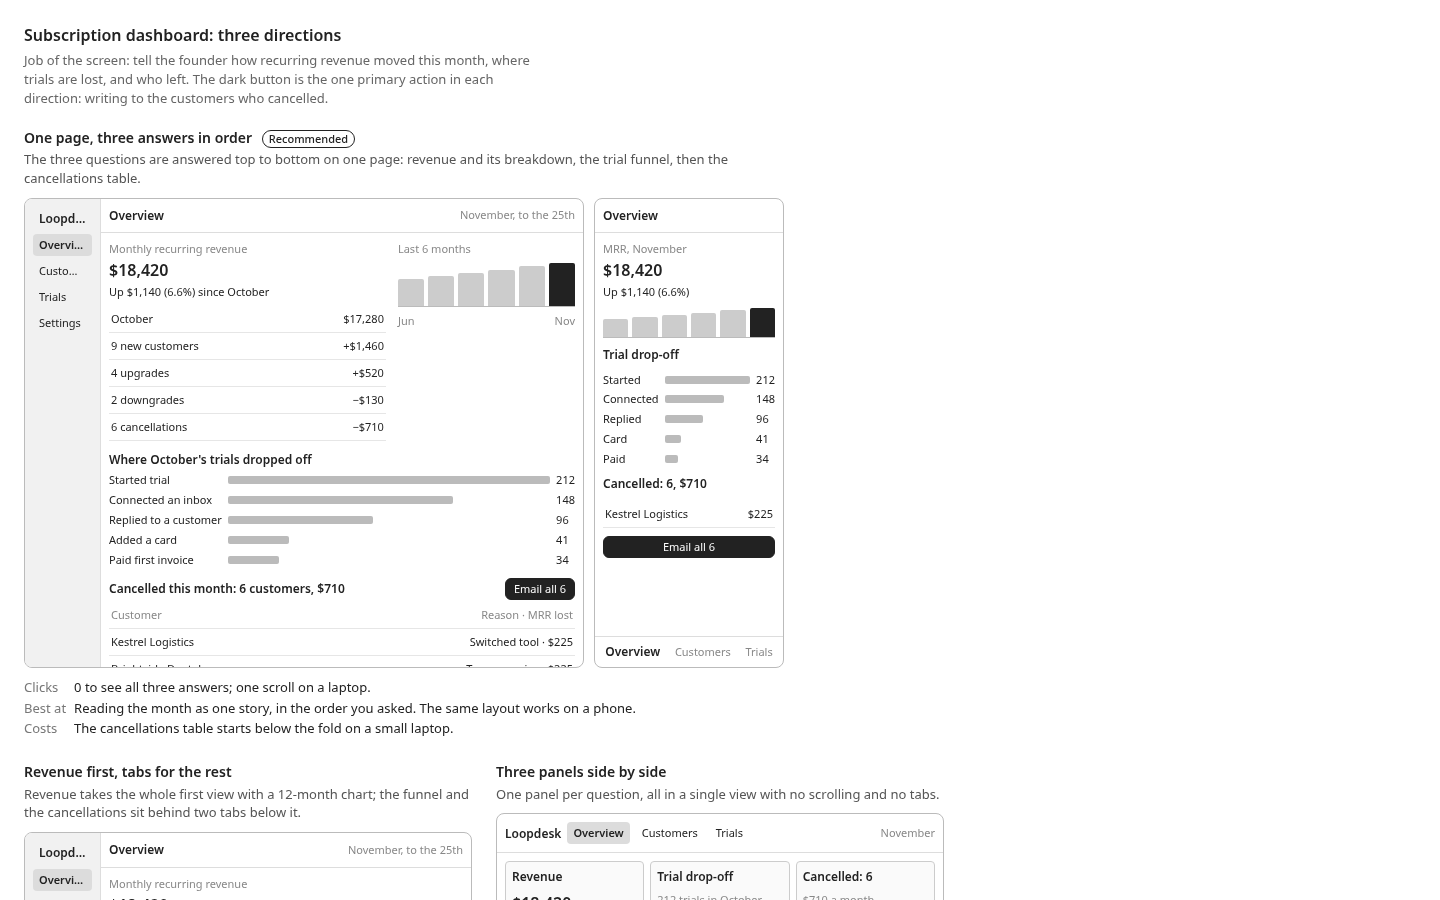 Subscription dashboard: three directions
Job of the screen: tell the founder how recurring revenue moved this month, where
trials are lost, and who left. The dark button is the one primary action in each
direction: writing to the customers who cancelled.
One page, three answers in order
Recommended
The three questions are answered top to bottom on one page: revenue and its breakdown, the trial funnel, then the
cancellations table.
Loopd…
Overvi…
Custo…
Trials
Settings
Overview
November, to the 25th
Monthly recurring revenue
$18,420
Up $1,140 (6.6%) since October
October $17,280
9 new customers +$1,460
4 upgrades +$520
2 downgrades −$130
6 cancellations −$710
Last 6 months
Jun Nov
Where October's trials dropped off
Started trial 212
Connected an inbox 148
Replied to a customer 96
Added a card 41
Paid first invoice 34
Cancelled this month: 6 customers, $710
Email all 6
Customer Reason · MRR lost
Kestrel Logistics Switched tool · $225
Overview
MRR, November
$18,420
Up $1,140 (6.6%)
Trial drop-off
Started 212
Connected 148
Replied 96
Card 41
Paid 34
Cancelled: 6, $710
Kestrel Logistics $225
Email all 6
Overview Customers Trials
Clicks 0 to see all three answers; one scroll on a laptop.
Best at Reading the month as one story, in the order you asked. The same layout works on a phone.
Costs The cancellations table starts below the fold on a small laptop.
Revenue first, tabs for the rest
Revenue takes the whole first view with a 12-month chart; the funnel and
the cancellations sit behind two tabs below it.
Loopd…
Overvi…
Overview
November, to the 25th
Monthly recurring revenue
Three panels side by side
One panel per question, all in a single view with no scrolling and no tabs.
Loopdesk Overview Customers Trials November
Revenue
$18,420
Trial drop-off
212 trials in October
Cancelled: 6
$710 a month